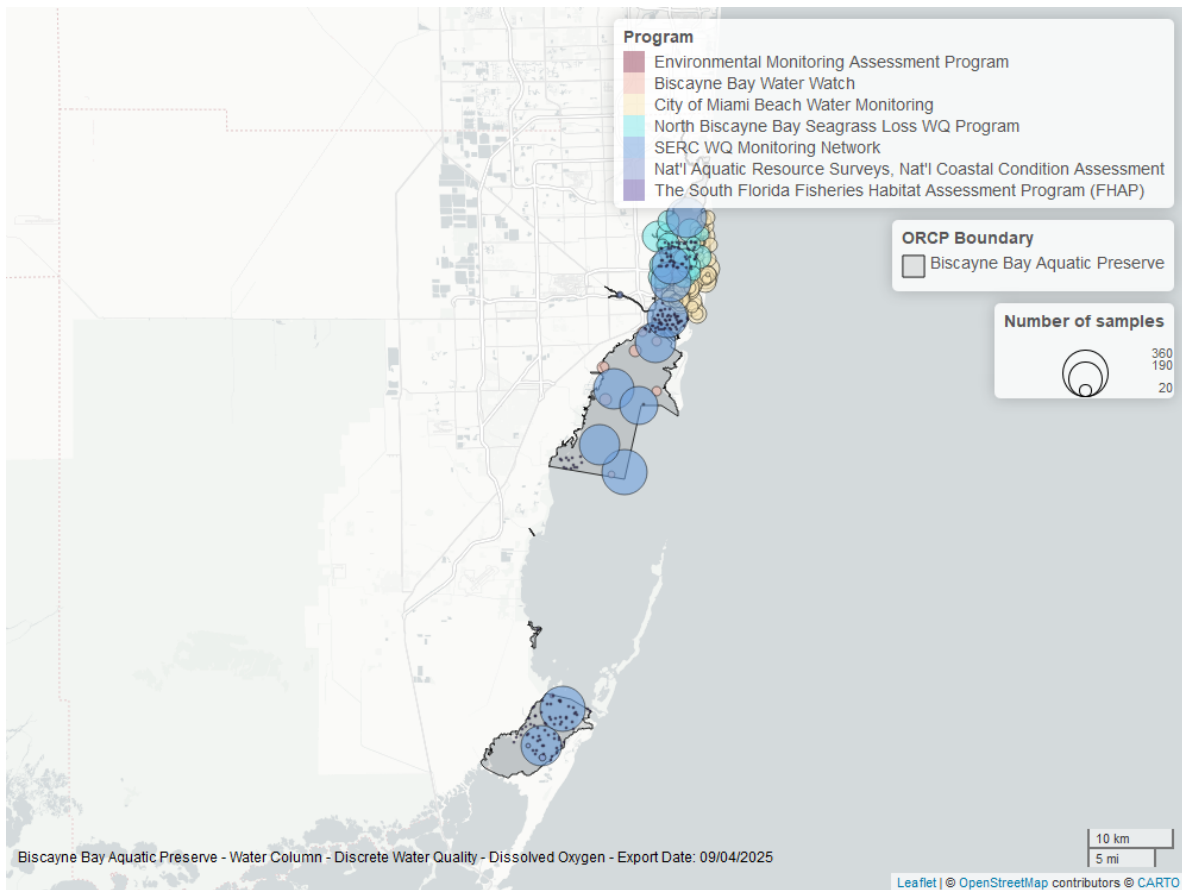 Program
Environmental Monitoring Assessment Program
Biscayne Bay Water Watch
City of Miami Beach Water Monitoring
North Biscayne Bay Seagrass Loss WQ Program
SERC WQ Monitoring Network
Nat'l Aquatic Resource Surveys, Nat'l Coastal Condition Assessment
The South Florida Fisheries Habitat Assessment Program (FHAP)
ORCP Boundary
Biscayne Bay Aquatic Preserve
Number of samples
360
190
20
10 km
5 mi
Biscayne Bay Aquatic Preserve - Water Column - Discrete Water Quality - Dissolved Oxygen - Export Date: 09/04/2025
Leaflet | © OpenStreetMap contributors © CARTO